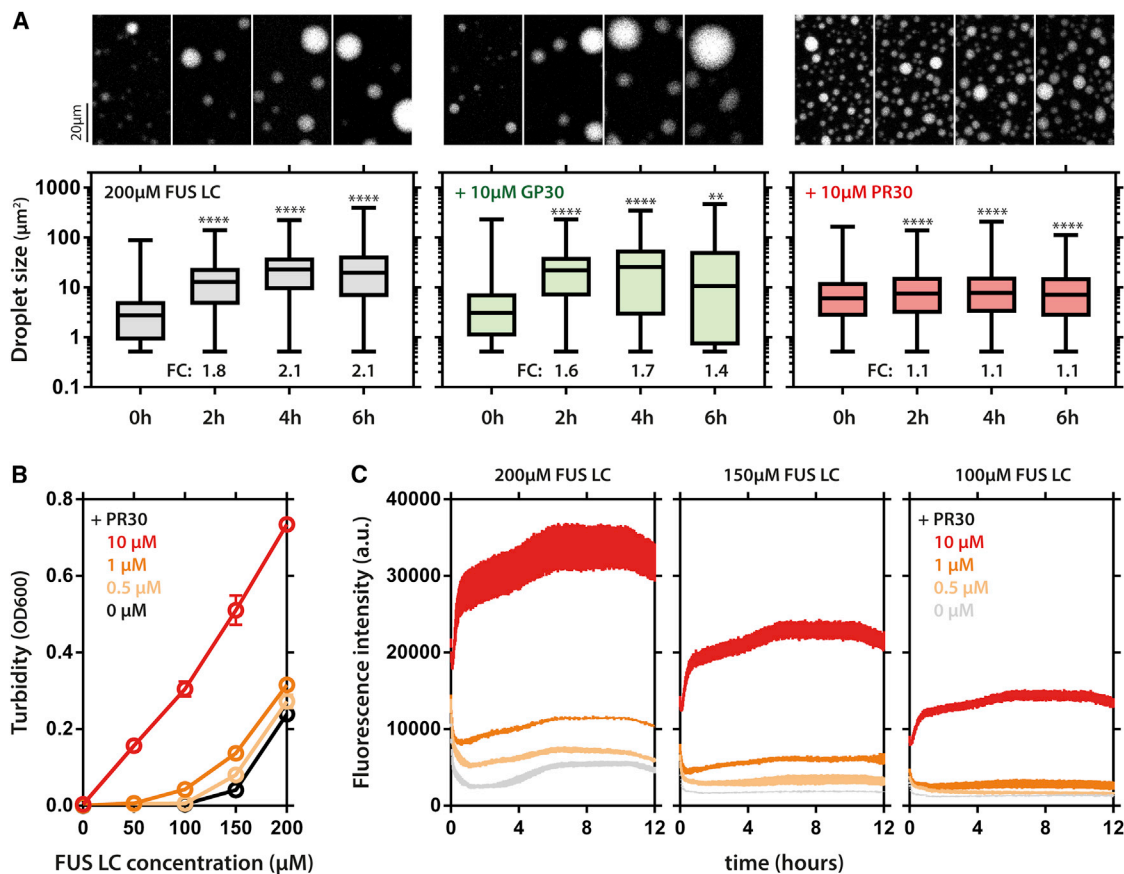 A
20µm
200µM FUS LC
+ 10µM GP30
+ 10µM PR30
Droplet size (µm²)
1000
100
10
1
0.1
**** **** ****
**** **** **
**** **** ****
FC: 1.8 2.1 2.1
FC: 1.6 1.7 1.4
FC: 1.1 1.1 1.1
0h 2h 4h 6h
0h 2h 4h 6h
0h 2h 4h 6h
B
Turbidity (OD600)
0.8
0.6
0.4
0.2
0.0
+ PR30
10 µM
1 µM
0.5 µM
0 µM
0 50 100 150 200
FUS LC concentration (µM)
C
200µM FUS LC
150µM FUS LC
100µM FUS LC
Fluorescence intensity (a.u.)
40000
30000
20000
10000
0
+ PR30
10 µM
1 µM
0.5 µM
0 µM
0 4 8 12
0 4 8 12
0 4 8 12
time (hours)